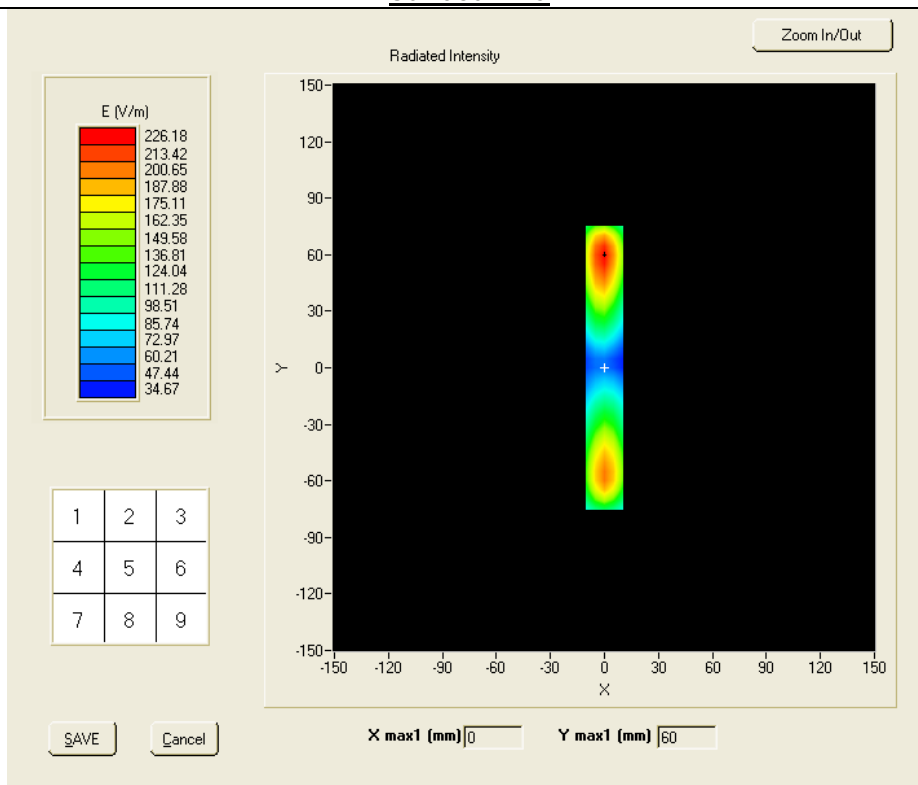 Zoom In/Out
Radiated Intensity
E (V/m)
226.18
213.42
200.65
187.88
175.11
162.35
149.58
136.81
124.04
111.28
98.51
85.74
72.97
60.21
47.44
34.67
150
120
90
60
30
0
-30
-60
-90
-120
-150
Y
-150 -120 -90 -60 -30 0 30 60 90 120 150
X
1 2 3
4 5 6
7 8 9
SAVE Cancel
X max1 (mm) 0 Y max1 (mm) 60